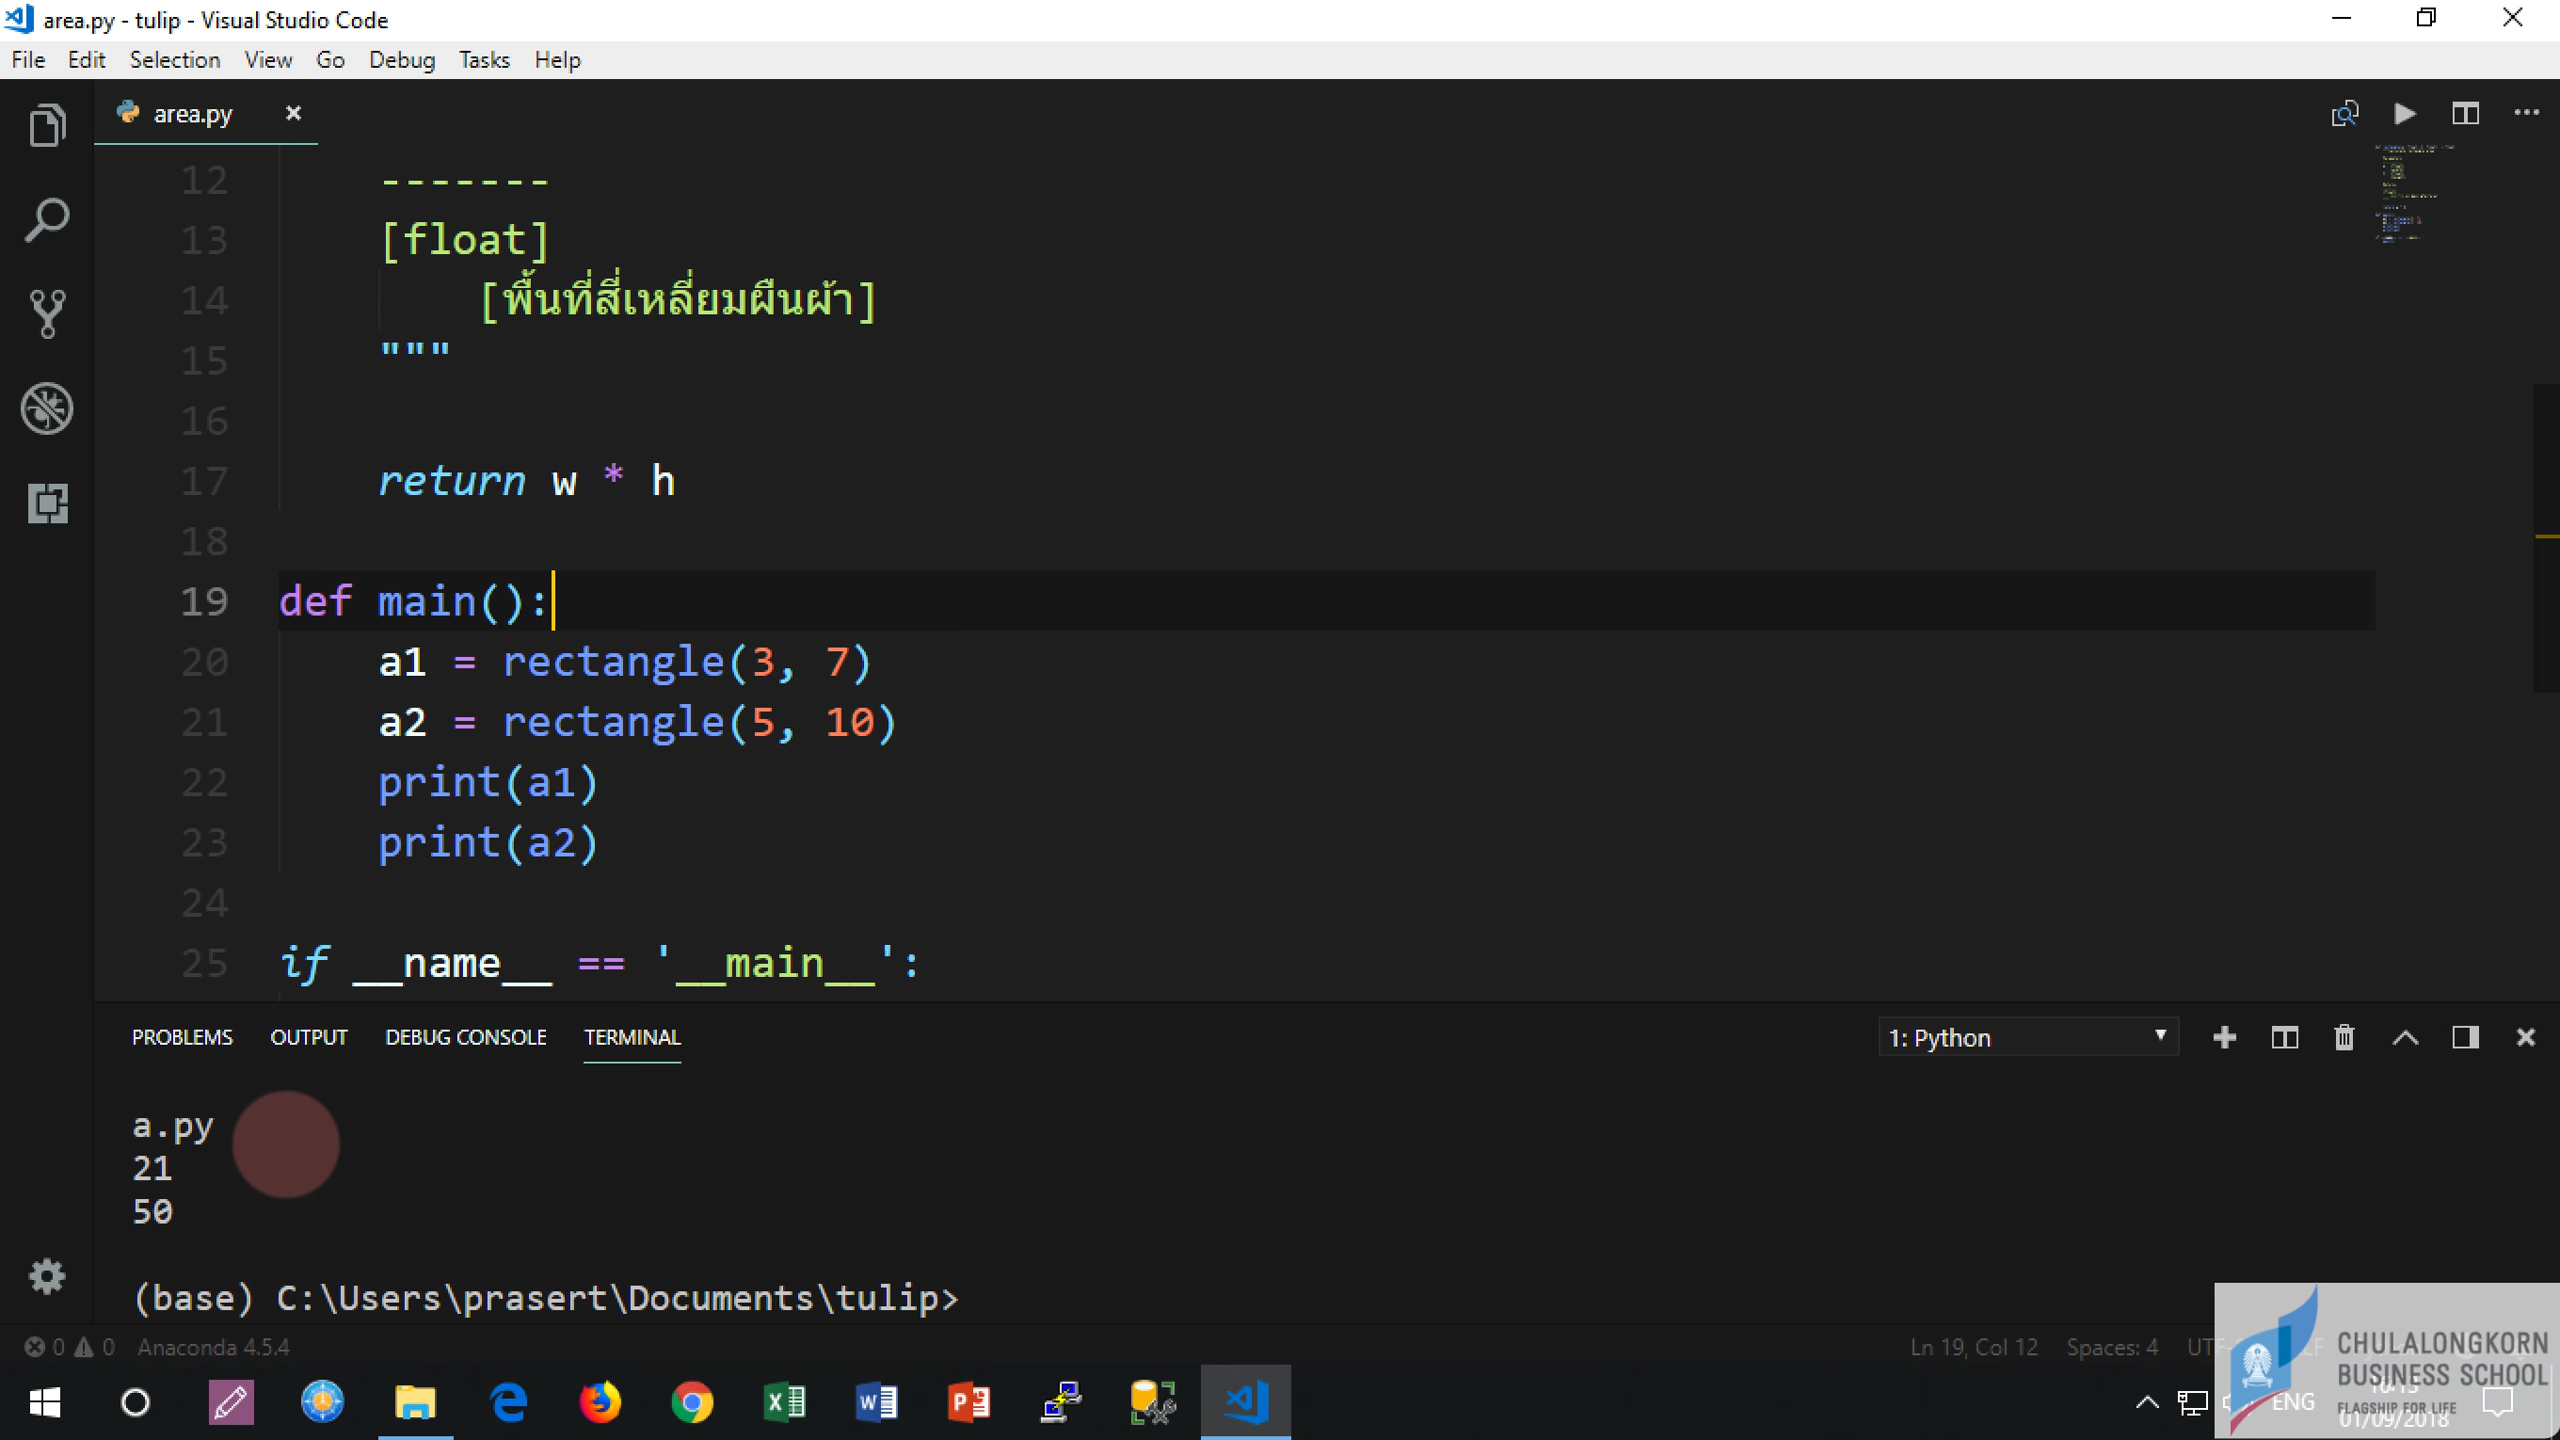 area.py - tulip - Visual Studio Code
File Edit Selection View Go Debug Tasks Help
area.py
12 -------
13 [float]
14 [พื้นที่สี่เหลี่ยมผืนผ้า]
15 """
16
17 return w * h
18
19 def main():
20 a1 = rectangle(3, 7)
21 a2 = rectangle(5, 10)
22 print(a1)
23 print(a2)
24
25 if __name__ == '__main__':
PROBLEMS OUTPUT DEBUG CONSOLE TERMINAL 1: Python
a.py
21
50
(base) C:\Users\prasert\Documents\tulip>
0 0 Anaconda 4.5.4 Ln 19, Col 12 Spaces: 4
CHULALONGKORN
BUSINESS SCHOOL
FLAGSHIP FOR LIFE
ENG
01/09/2018